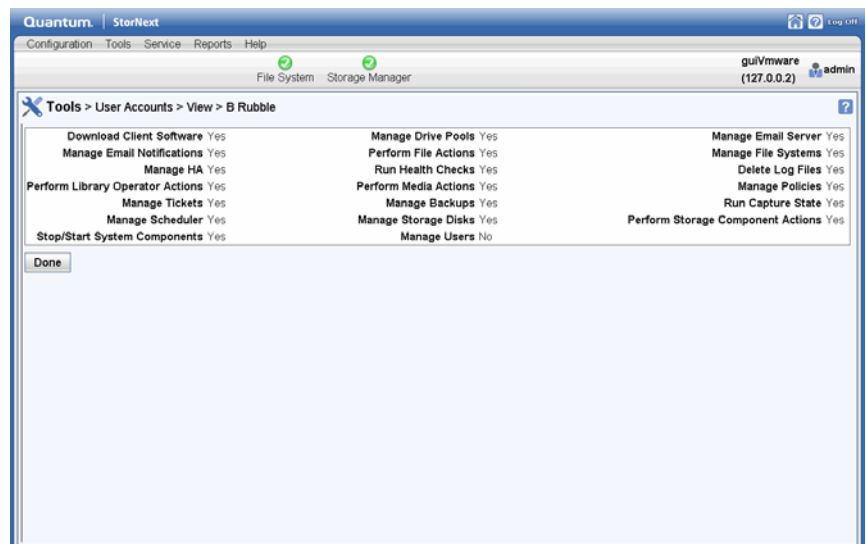 Quantum. StorNext Log Off
Configuration Tools Service Reports Help
File System Storage Manager
guiVmware
(127.0.0.2)
admin
Tools > User Accounts > View > B Rubble ?
Download Client Software Yes Manage Drive Pools Yes Manage Email Server Yes
Manage Email Notifications Yes Perform File Actions Yes Manage File Systems Yes
Manage HA Yes Run Health Checks Yes Delete Log Files Yes
Perform Library Operator Actions Yes Perform Media Actions Yes Manage Policies Yes
Manage Tickets Yes Manage Backups Yes Run Capture State Yes
Manage Scheduler Yes Manage Storage Disks Yes Perform Storage Component Actions Yes
Stop/Start System Components Yes Manage Users No
Done